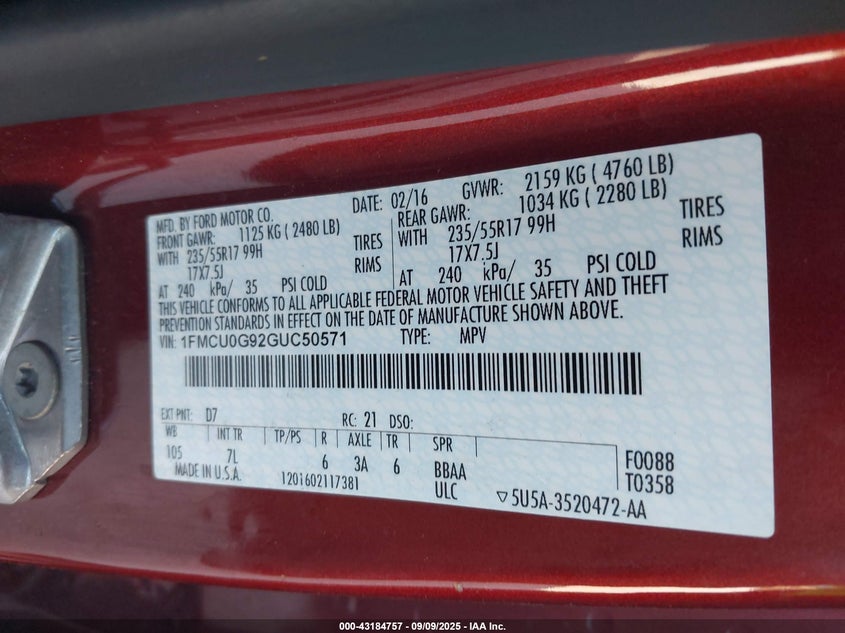 MFD. BY FORD MOTOR CO.
DATE: 02/16 GVWR: 2159 KG ( 4760 LB)
FRONT GAWR: 1125 KG ( 2480 LB)
REAR GAWR: 1034 KG ( 2280 LB)
WITH 235/55R17 99H TIRES
WITH 235/55R17 99H TIRES
17X7.5J RIMS
17X7.5J RIMS
AT 240 kPa/ 35 PSI COLD
AT 240 kPa/ 35 PSI COLD
THIS VEHICLE CONFORMS TO ALL APPLICABLE FEDERAL MOTOR VEHICLE SAFETY AND THEFT
PREVENTION STANDARDS IN EFFECT ON THE DATE OF MANUFACTURE SHOWN ABOVE.
1FMCU0G92GUC50571 TYPE: MPV
EXT PNT: D7 RC: 21 DSO:
WB INT TR TP/PS R AXLE TR SPR
105 7L 6 3A 6 BBAA F0088
MADE IN U.S.A. 1201602117381 ULC T0358
▽5U5A-3520472-AA
000-43184757 - 09/09/2025 - IAA Inc.